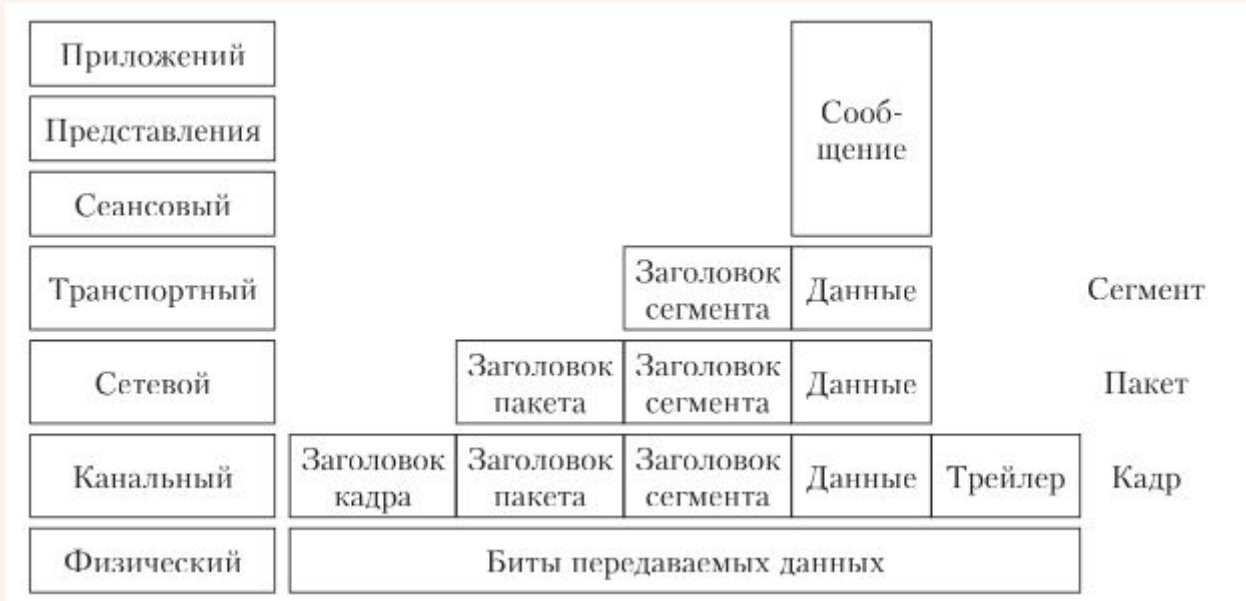 Приложений
Представления
Сооб-
щение
Сеансовый
Транспортный
Заголовок
сегмента
Данные
Сегмент
Сетевой
Заголовок
пакета
Заголовок
сегмента
Данные
Пакет
Канальный
Заголовок
кадра
Заголовок
пакета
Заголовок
сегмента
Данные
Трейлер
Кадр
Физический
Биты передаваемых данных